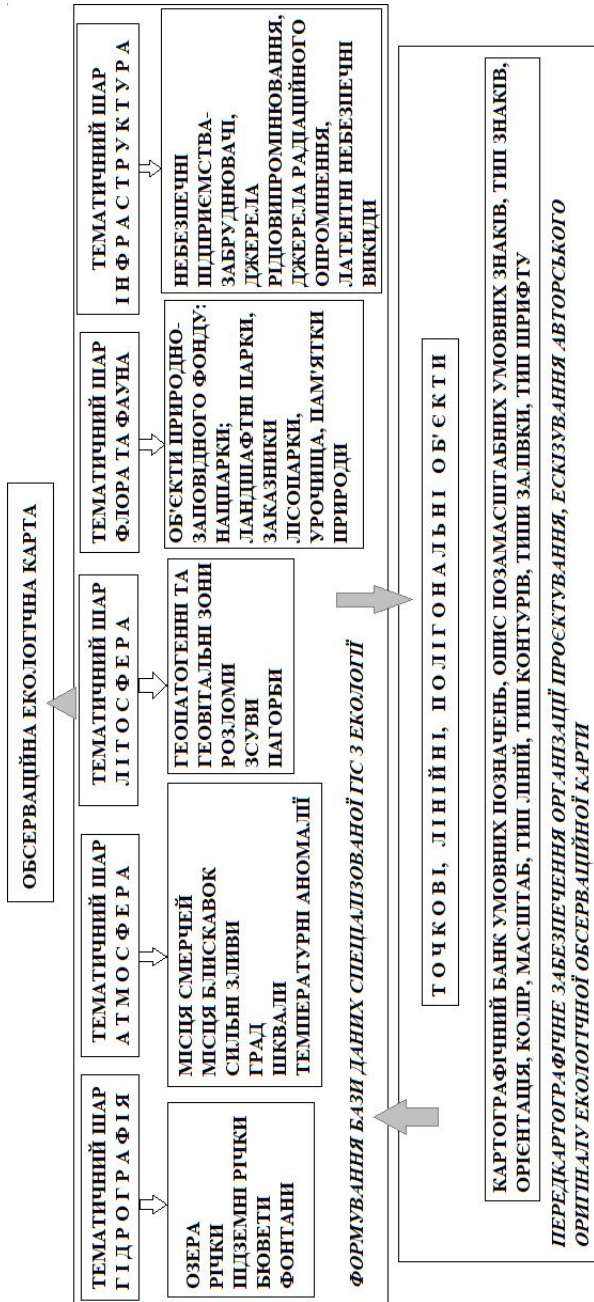 ОБСЕРВАЦІЙНА ЕКОЛОГІЧНА КАРТА
ТЕМАТИЧНИЙ ШАР
ГІДРОГРАФІЯ
ОЗЕРА
РІЧКИ
ПІДЗЕМНІ РІЧКИ
БЮВЕТИ
ФОНТАНИ
ТЕМАТИЧНИЙ ШАР
АТМОСФЕРА
МІСЦЯ СМЕРЧЕЙ
МІСЦЯ БЛИСКАВОК
СИЛЬНІ ЗЛИВИ
ГРАД
ШКВАЛИ
ТЕМПЕРАТУРНІ АНОМАЛІЇ
ТЕМАТИЧНИЙ ШАР
ЛІТОСФЕРА
ГЕОПАТОГЕННІ ТА
ГЕОВІТАЛЬНІ ЗОНИ
РОЗЛОМИ
ЗСУВИ
ПАГОРБИ
ТЕМАТИЧНИЙ ШАР
ФЛОРА ТА ФАУНА
ОБ'ЄКТИ ПРИРОДНО-
ЗАПОВІДНОГО ФОНДУ:
НАЦПАРКИ;
ЛАНДШАФТНІ ПАРКИ,
ЗАКАЗНИКИ
ЛІСОПАРКИ,
УРОЧИЩА, ПАМ'ЯТКИ
ПРИРОДИ
ТЕМАТИЧНИЙ ШАР
ІНФРАСТРУКТУРА
НЕБЕЗПЕЧНІ
ПІДПРИЄМСТВА-
ЗАБРУДНЮВАЧІ,
ДЖЕРЕЛА
РІДІОВИПРОМІНЮВАННЯ,
ДЖЕРЕЛА РАДІАЦІЙНОГО
ОПРОМІНЕННЯ,
ЛАТЕНТНІ НЕБЕЗПЕЧНІ
ВИКИДИ
ФОРМУВАННЯ БАЗИ ДАНИХ СПЕЦІАЛІЗОВАНОЇ ГІС З ЕКОЛОГІЇ
ТОЧКОВІ, ЛІНІЙНІ, ПОЛІГОНАЛЬНІ ОБ'ЄКТИ
КАРТОГРАФІЧНИЙ БАНК УМОВНИХ ПОЗНАЧЕНЬ, ОПИС ПОЗАМАСШТАБНИХ УМОВНИХ ЗНАКІВ, ТИП ЗНАКІВ,
ОРІЄНТАЦІЯ, КОЛІР, МАСШТАБ, ТИП ЛІНІЙ, ТИП КОНТУРІВ, ТИПИ ЗАЛІВКИ, ТИП ШРИФТУ
ПЕРЕДКАРТОГРАФІЧНЕ ЗАБЕЗПЕЧЕННЯ ОРГАНІЗАЦІЇ ПРОЄКТУВАННЯ, ЕСКІЗУВАННЯ АВТОРСЬКОГО
ОРИГІНАЛУ ЕКОЛОГІЧНОЇ ОБСЕРВАЦІЙНОЇ КАРТИ